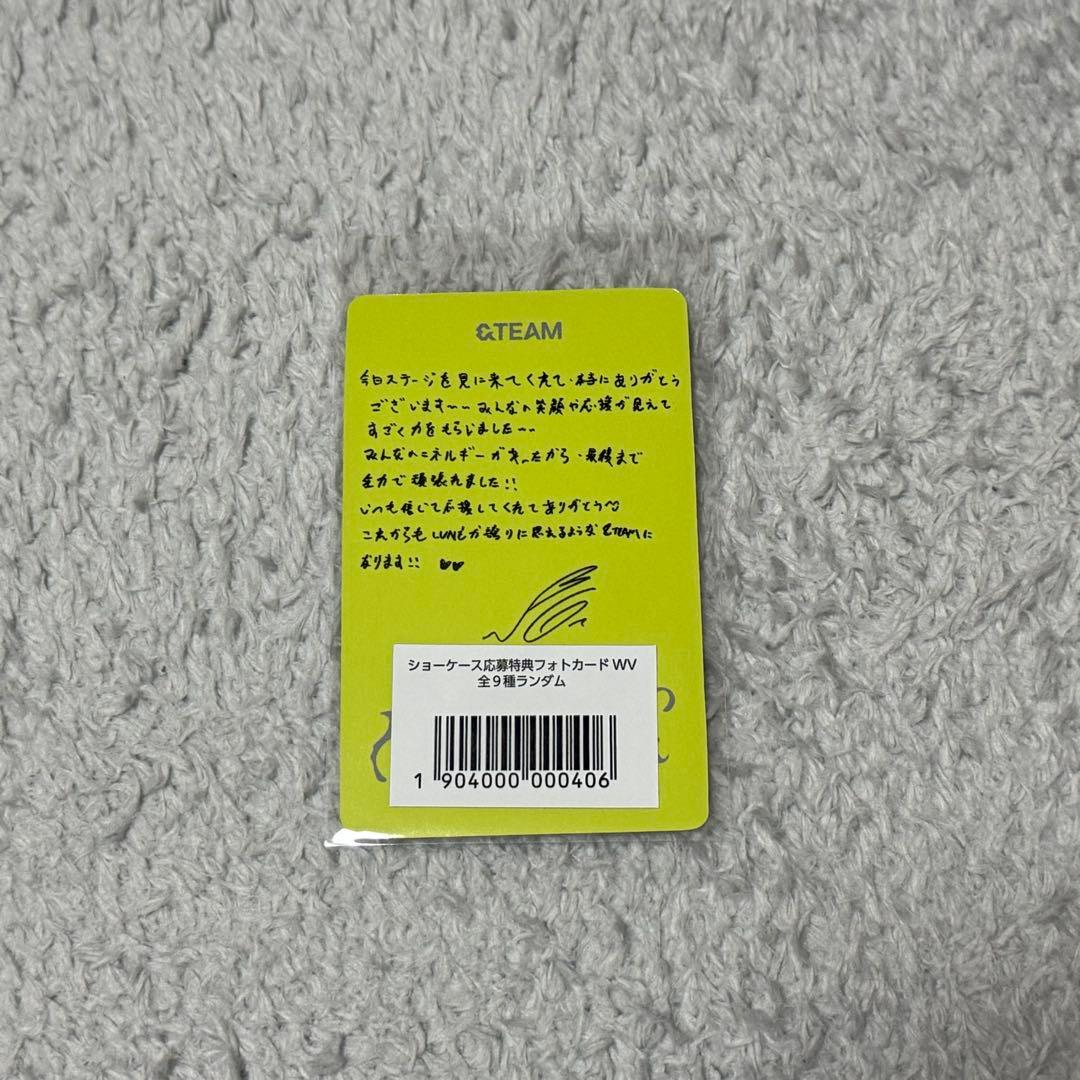 &TEAM
今日ステージを見に来てくれて、本当にありがとう
ございます〜〜みんなの笑顔や応援が見えて
すごく力をもらいました〜〜
みんなのエネルギーがあったから、最後まで
全力で頑張れました!!
いつも信じて応援してくれてありがとう♡
これからもLUNÉが誇りに思えるような&TEAMに
なります!! ♥♥
ショーケース応募特典フォトカード WV
全9種ランダム
1 904000 000406